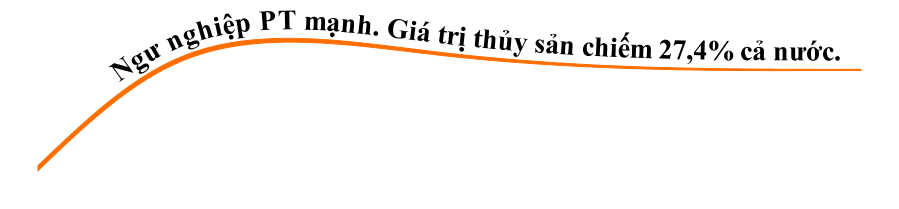 Ngư nghiệp PT mạnh. Giá trị thủy sản chiếm 27,4% cả nước.